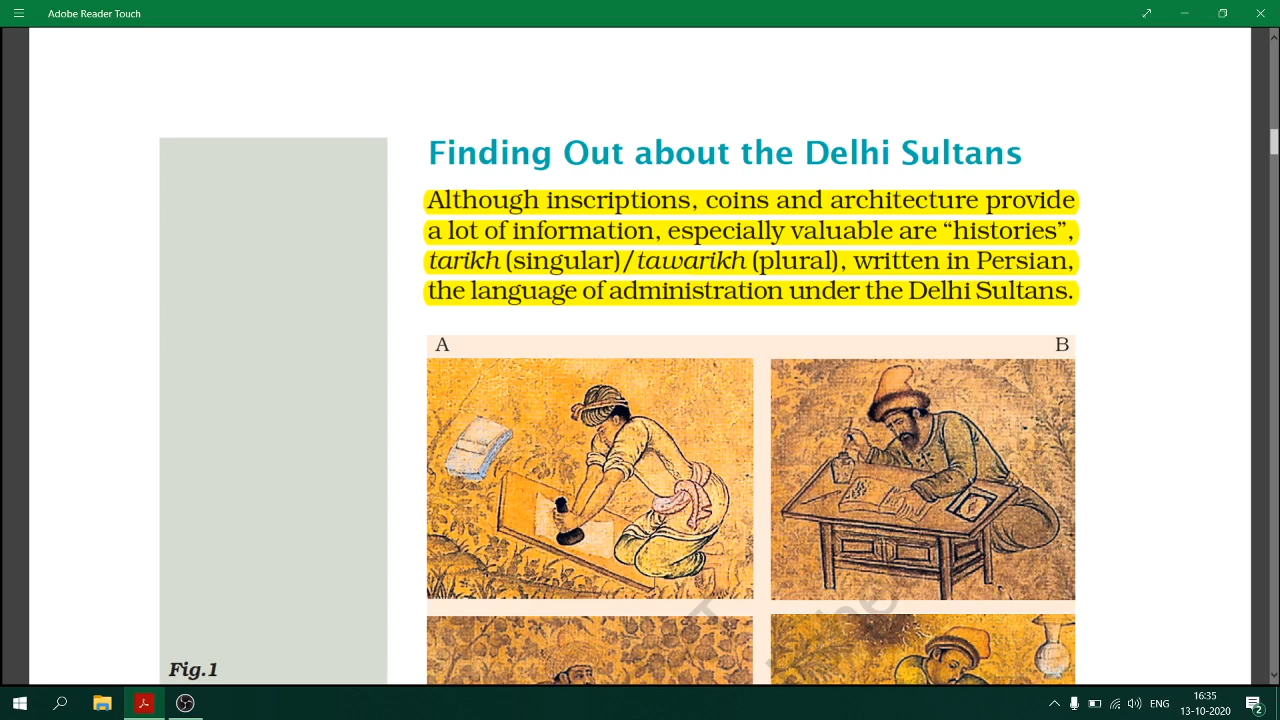 Adobe Reader Touch
Finding Out about the Delhi Sultans
Although inscriptions, coins and architecture provide
a lot of information, especially valuable are “histories”,
tarikh (singular)/tawarikh (plural), written in Persian,
the language of administration under the Delhi Sultans.
A
B
Fig.1
ENG
16:35
13-10-2020
2